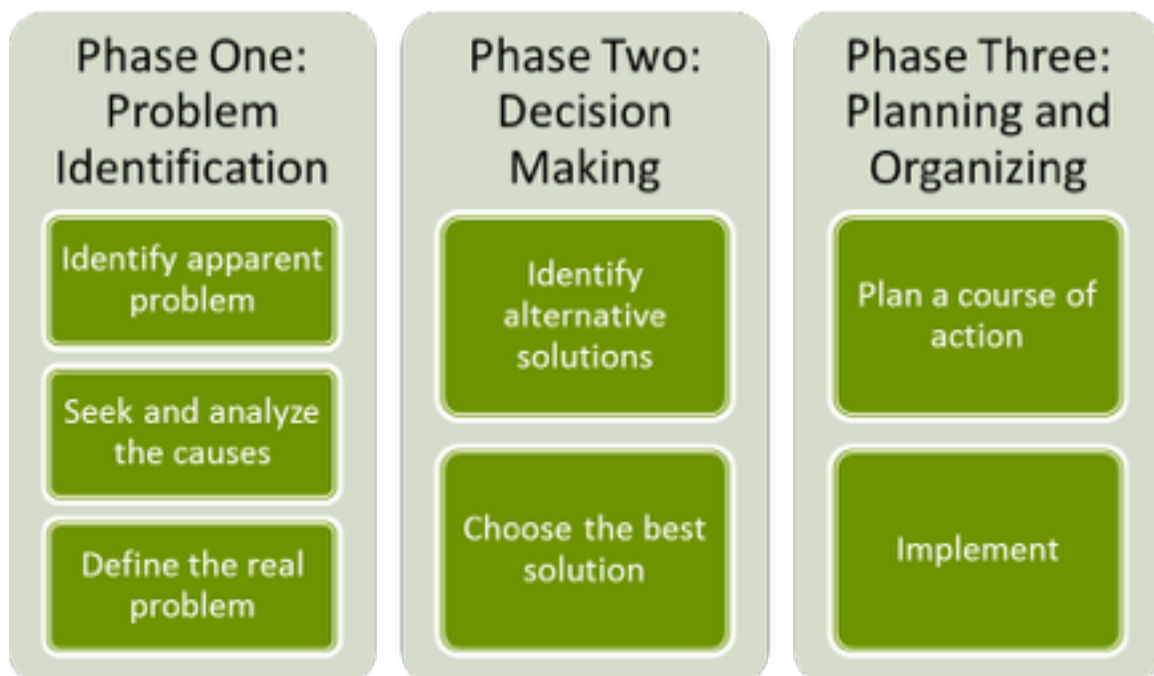 Phase One:
Problem
Identification
Identify apparent
problem
Seek and analyze
the causes
Define the real
problem
Phase Two:
Decision
Making
Identify
alternative
solutions
Choose the best
solution
Phase Three:
Planning and
Organizing
Plan a course of
action
Implement